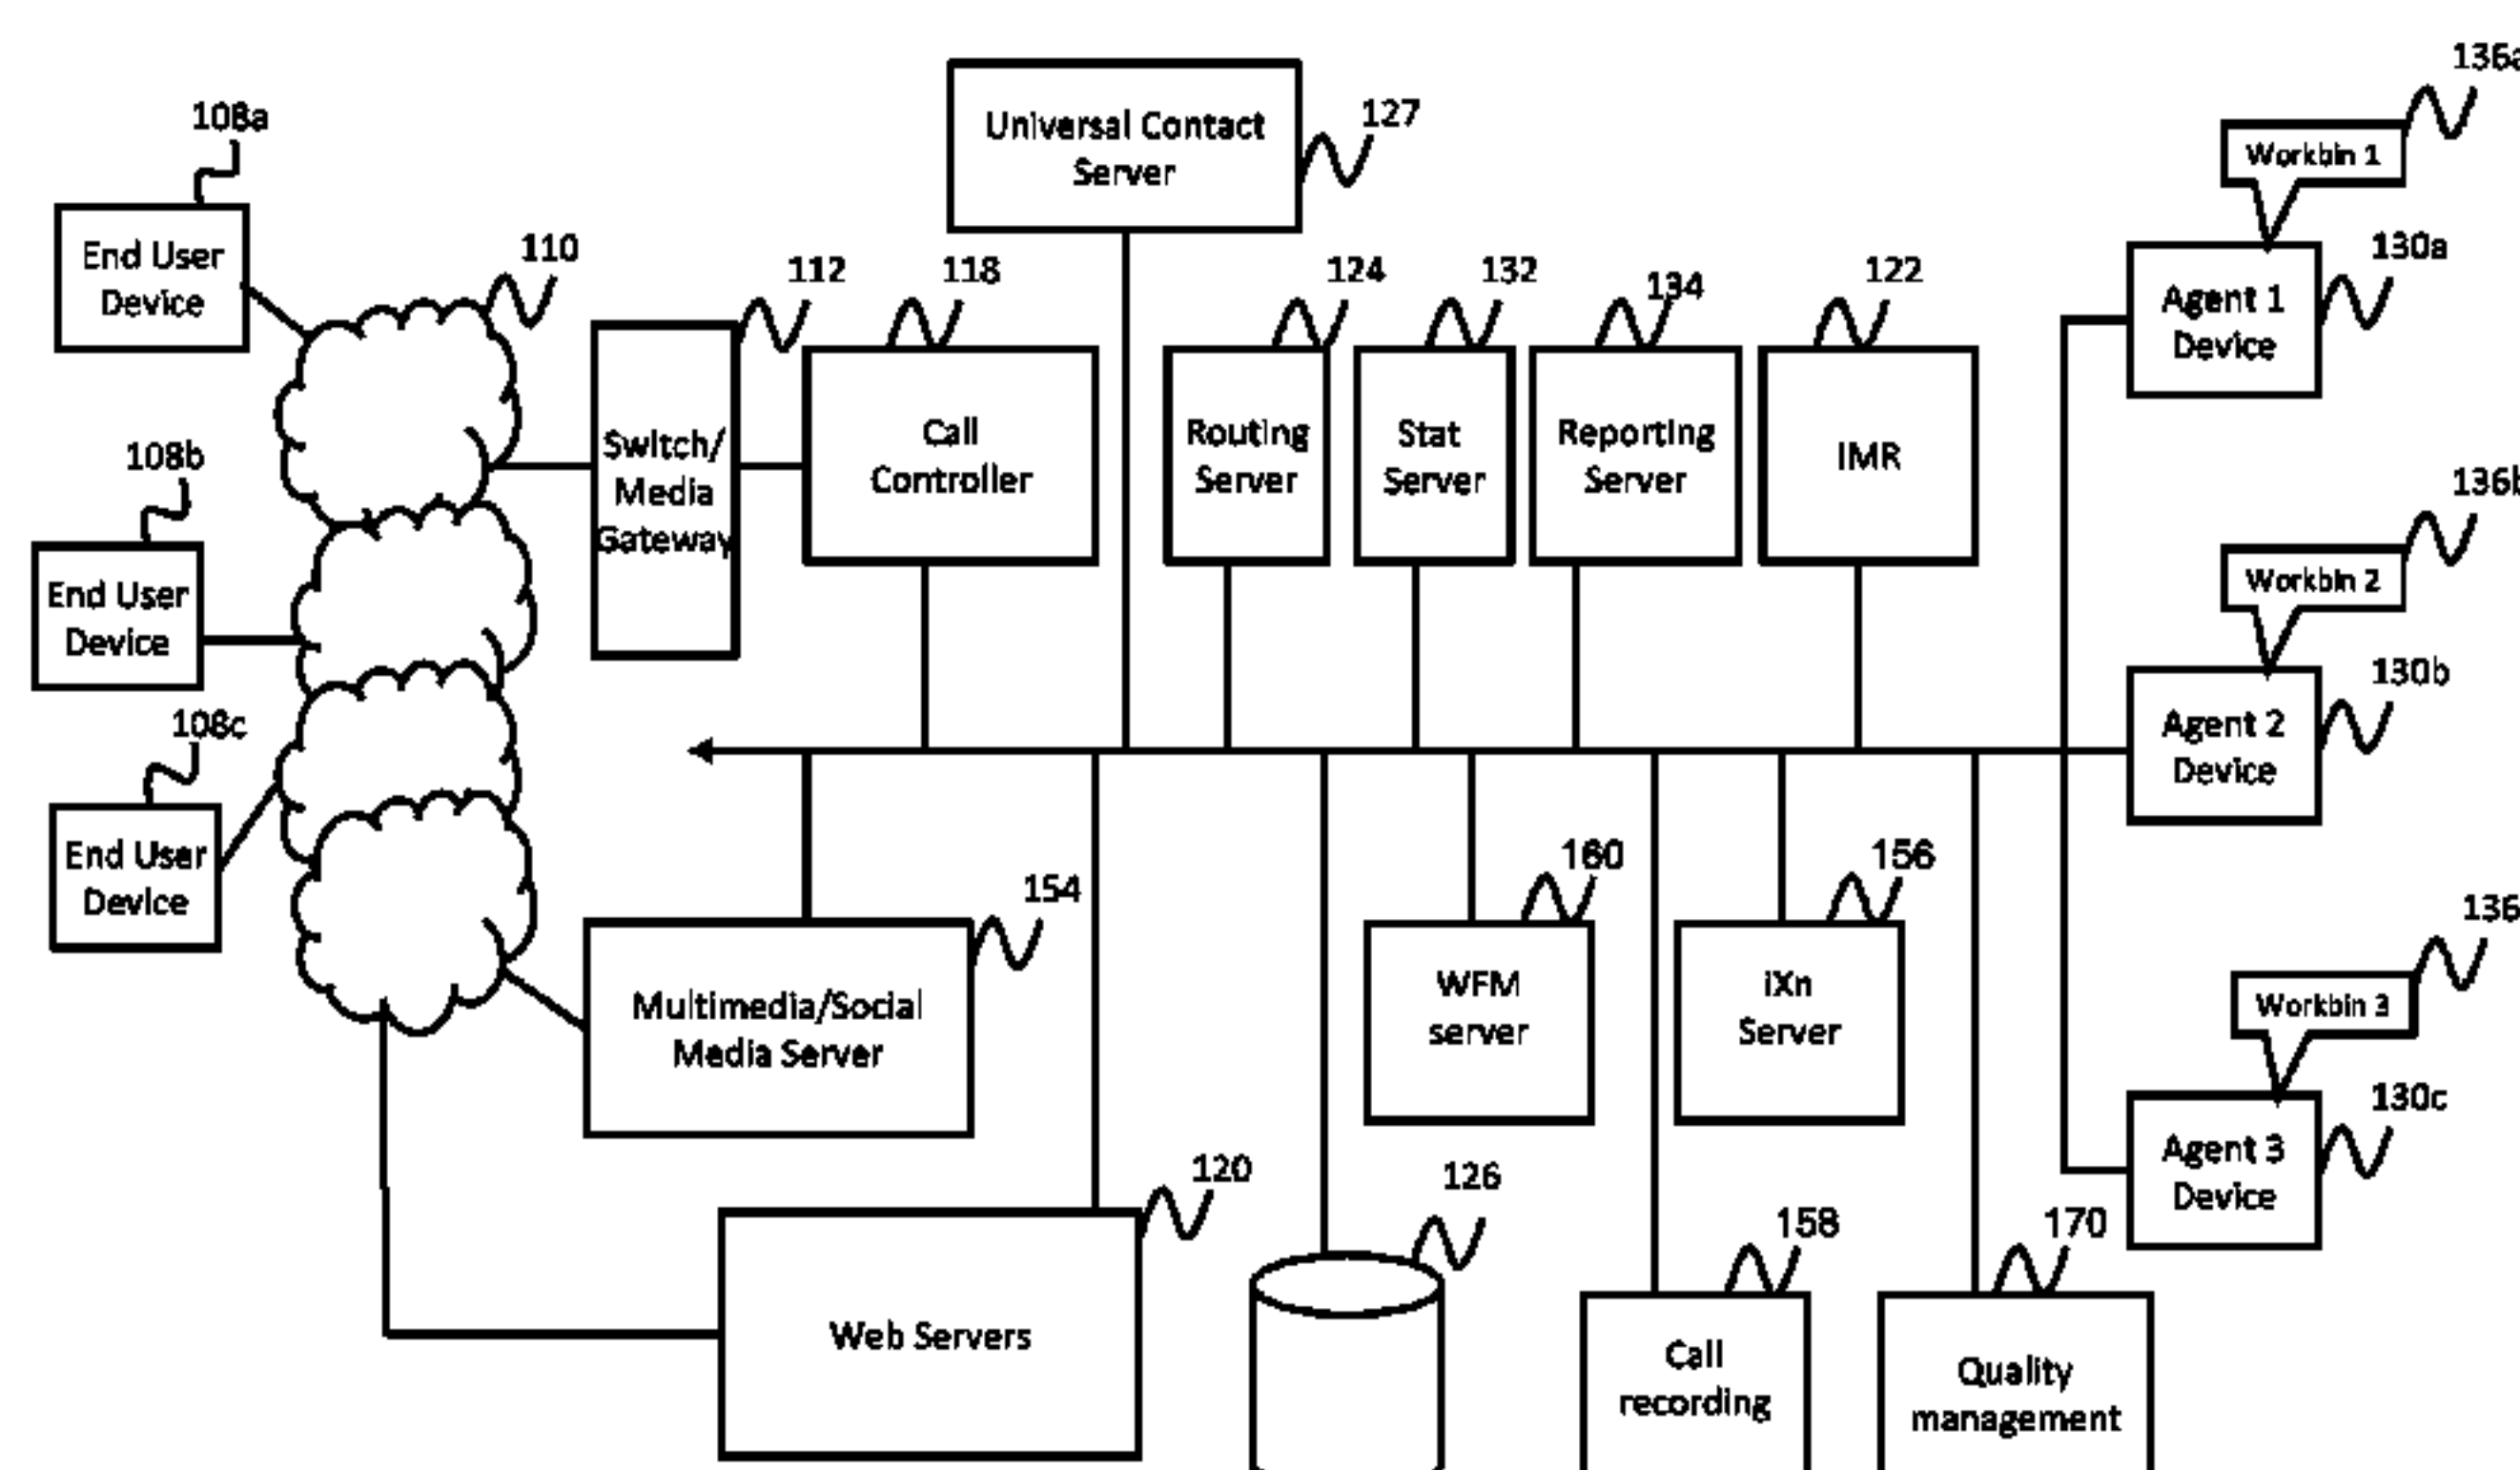 136a
Universal Contact
Server
127
Workbin 1
108a
End User
Device
110
112
118
124
132
134
122
130a
Agent 1
Device
Switch/
Media
Gateway
Call
Controller
Routing
Server
Stat
Server
Reporting
Server
IMR
108b
136b
End User
Device
Workbin 2
130b
Agent 2
Device
108c
End User
Device
154
160
156
136
Multimedia/Social
Media Server
WFM
server
iXn
Server
Workbin 3
130c
Agent 3
Device
120
126
158
170
Web Servers
Call
recording
Quality
management